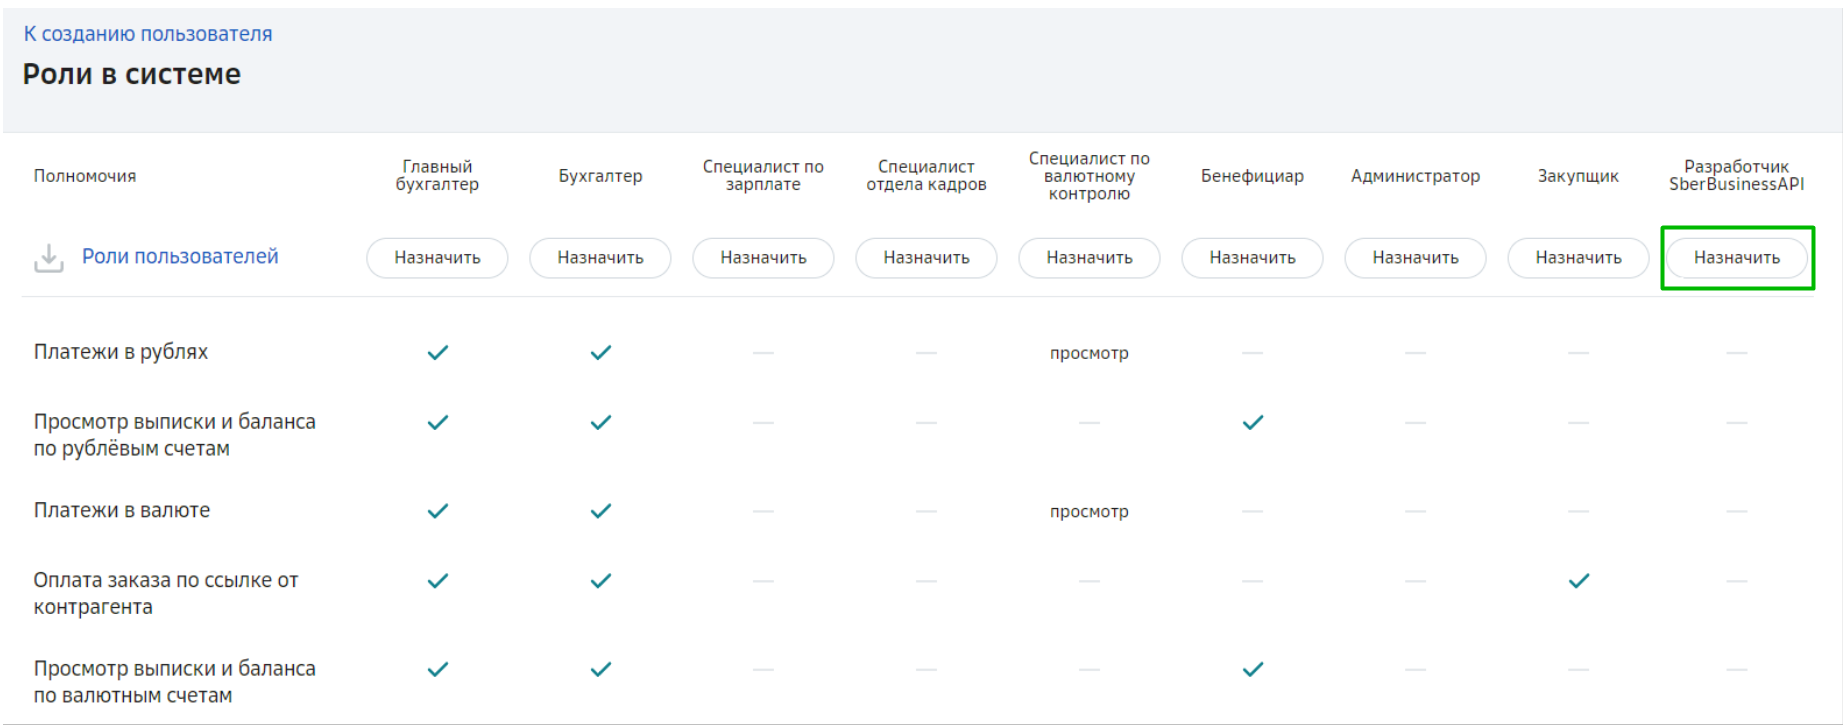 К созданию пользователя
Роли в системе
Полномочия
Главный
бухгалтер
Бухгалтер
Специалист по
зарплате
Специалист
отдела кадров
Специалист по
валютному
контролю
Бенефициар
Администратор
Закупщик
Разработчик
SberBusinessAPI
Роли пользователей
Назначить
Назначить
Назначить
Назначить
Назначить
Назначить
Назначить
Назначить
Назначить
Платежи в рублях
просмотр
Просмотр выписки и баланса
по рублёвым счетам
Платежи в валюте
просмотр
Оплата заказа по ссылке от
контрагента
Просмотр выписки и баланса
по валютным счетам